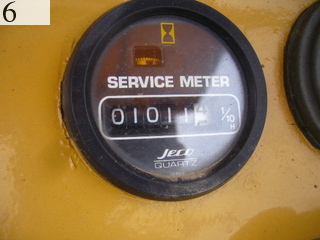 6
SERVICE METER
01011
1/10
H
Jeco
QUARTZ